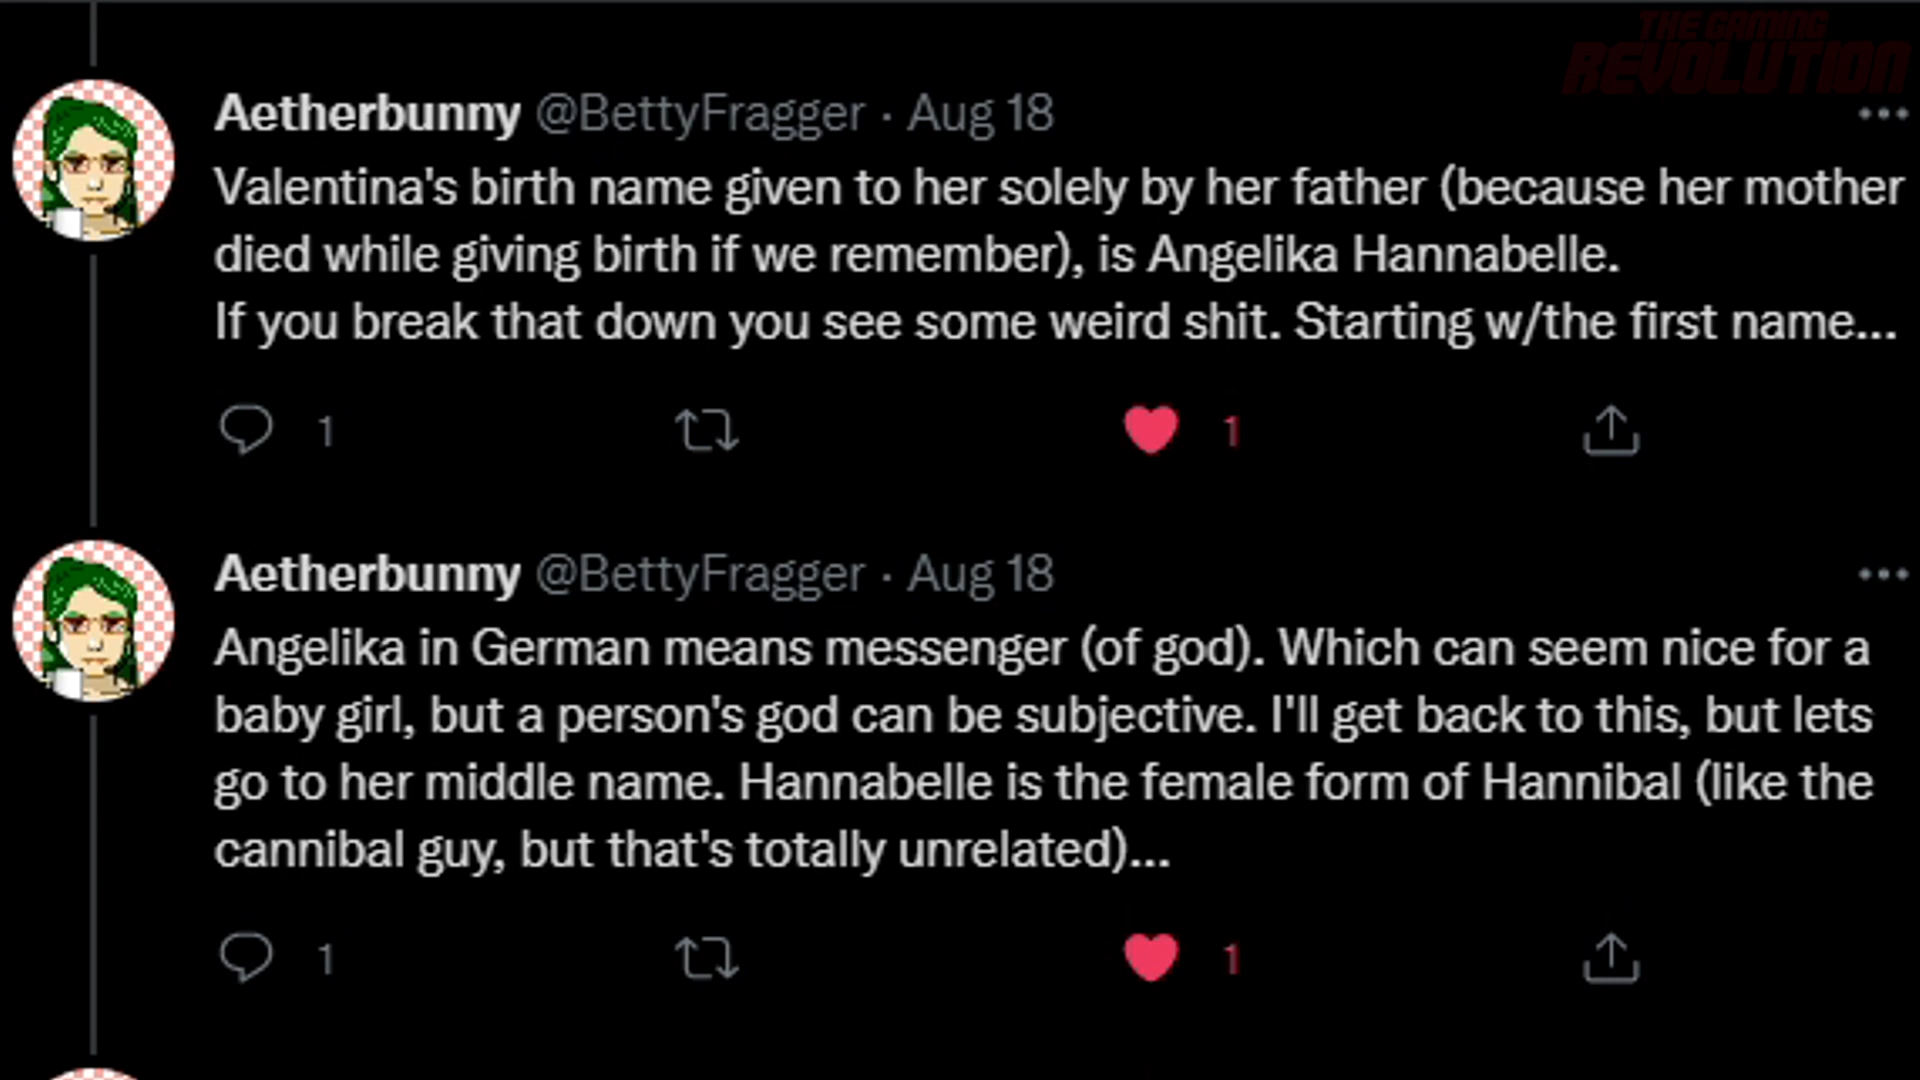 THE GAMING
REVOLUTION
Aetherbunny @BettyFragger · Aug 18
Valentina's birth name given to her solely by her father (because her mother
died while giving birth if we remember), is Angelika Hannabelle.
If you break that down you see some weird shit. Starting w/the first name...
1
1
Aetherbunny @BettyFragger · Aug 18
Angelika in German means messenger (of god). Which can seem nice for a
baby girl, but a person's god can be subjective. I'll get back to this, but lets
go to her middle name. Hannabelle is the female form of Hannibal (like the
cannibal guy, but that's totally unrelated)...
1
1